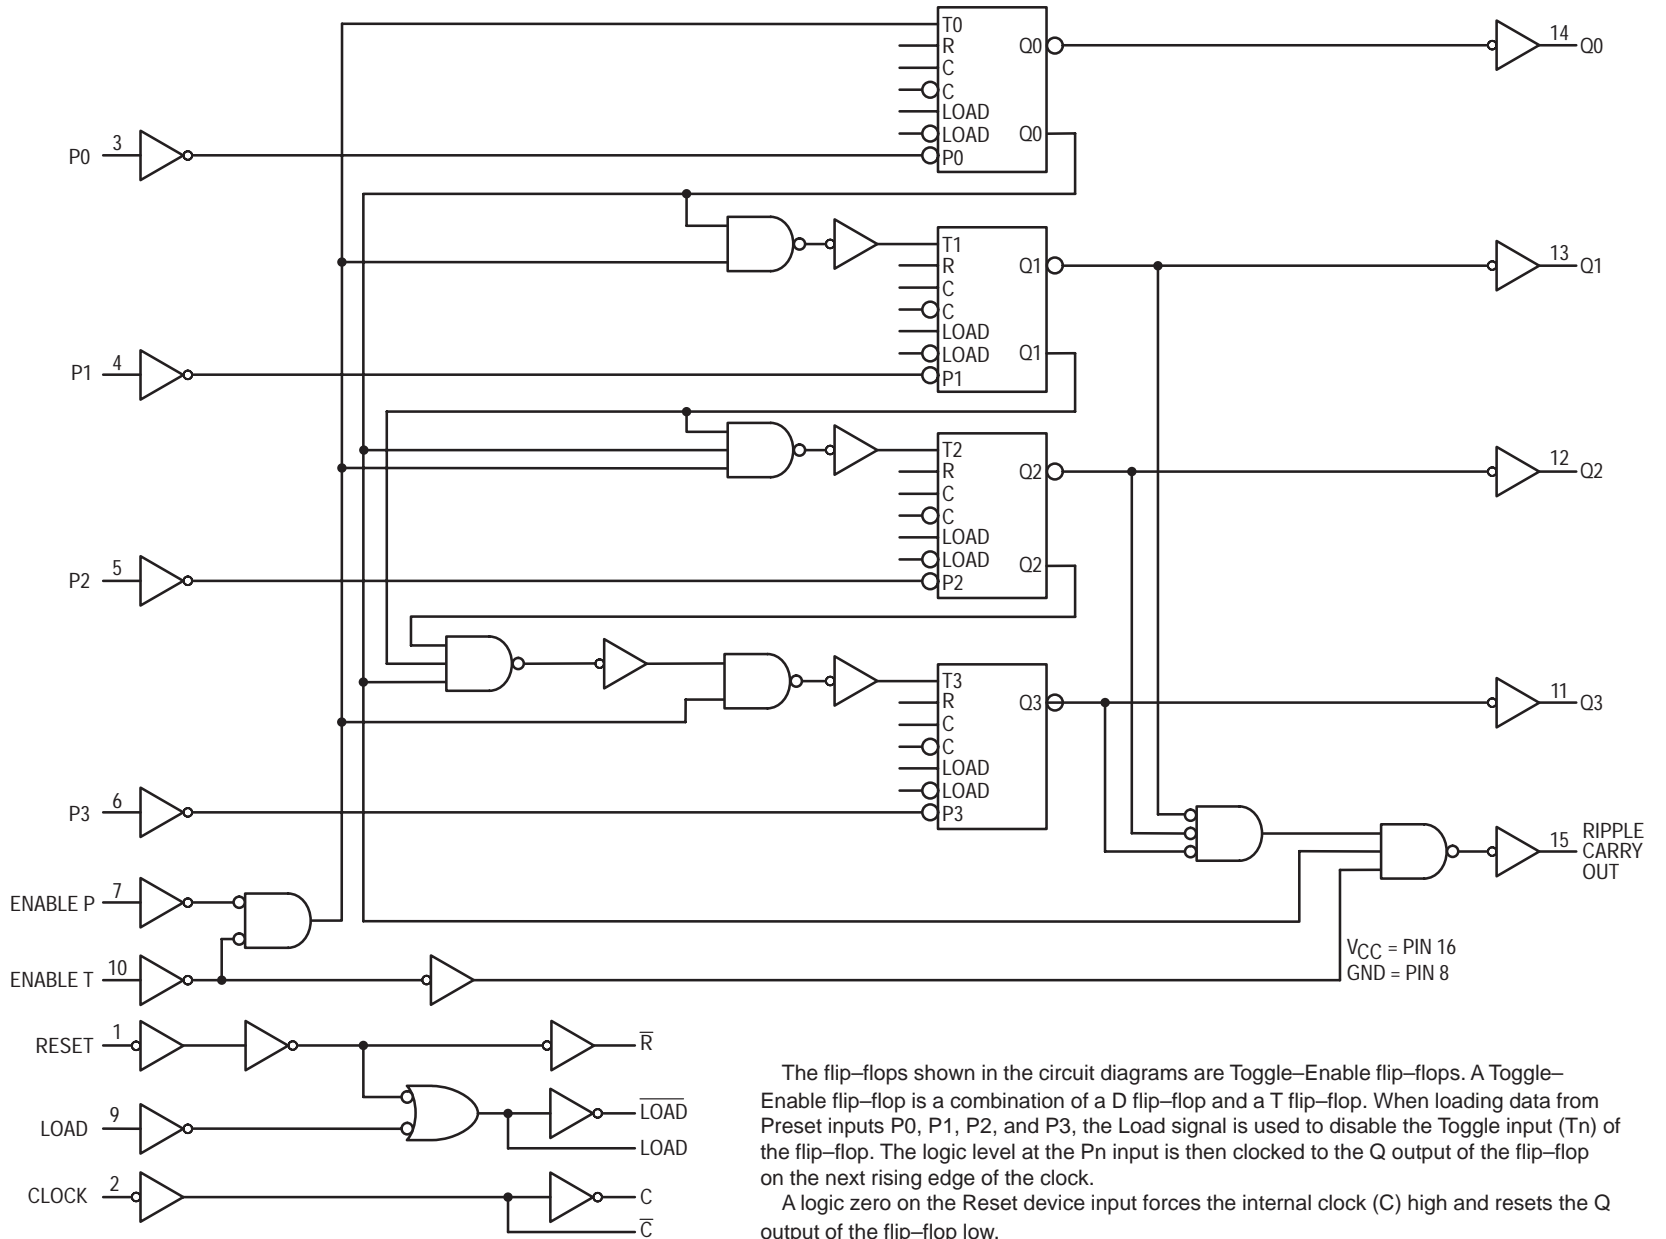 T0
R
C
C
LOAD
LOAD
P0
Q0
Q0
14 Q0
P0 3
T1
R
C
C
LOAD
LOAD
P1
Q1
Q1
13 Q1
P1 4
T2
R
C
C
LOAD
LOAD
P2
Q2
Q2
12 Q2
P2 5
T3
R
C
C
LOAD
LOAD
P3
Q3
11 Q3
P3 6
15 RIPPLE
CARRY
OUT
ENABLE P 7
ENABLE T 10
VCC = PIN 16
GND = PIN 8
RESET 1
R
LOAD 9
LOAD
LOAD
CLOCK 2
C
C
The flip–flops shown in the circuit diagrams are Toggle–Enable flip–flops. A Toggle–
Enable flip–flop is a combination of a D flip–flop and a T flip–flop. When loading data from
Preset inputs P0, P1, P2, and P3, the Load signal is used to disable the Toggle input (Tn) of
the flip–flop. The logic level at the Pn input is then clocked to the Q output of the flip–flop
on the next rising edge of the clock.
A logic zero on the Reset device input forces the internal clock (C) high and resets the Q
output of the flip–flop low.